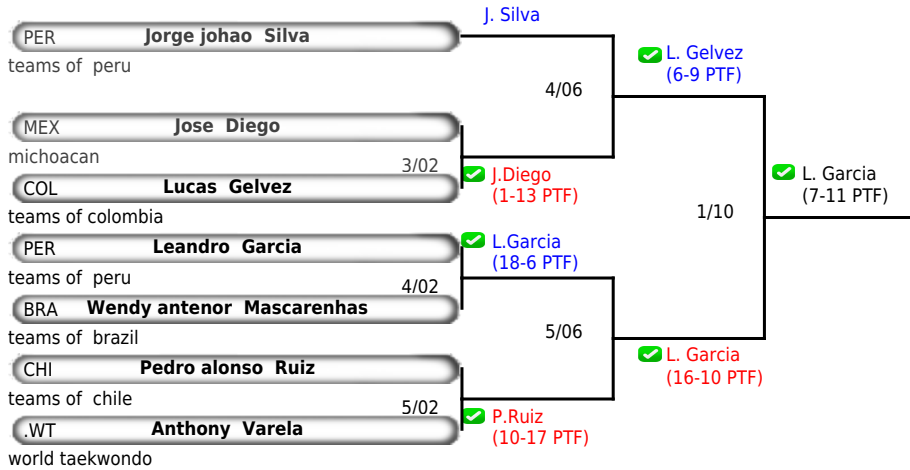 J. Silva
PER Jorge johao Silva
teams of peru
L. Gelvez
(6-9 PTF)
4/06
MEX Jose Diego
michoacan
3/02
COL Lucas Gelvez
teams of colombia
J.Diego
(1-13 PTF)
L. Garcia
(7-11 PTF)
1/10
PER Leandro Garcia
teams of peru
L.Garcia
(18-6 PTF)
4/02
BRA Wendy antenor Mascarenhas
teams of brazil
5/06
CHI Pedro alonso Ruiz
teams of chile
L. Garcia
(16-10 PTF)
5/02
.WT Anthony Varela
world taekwondo
P.Ruiz
(10-17 PTF)